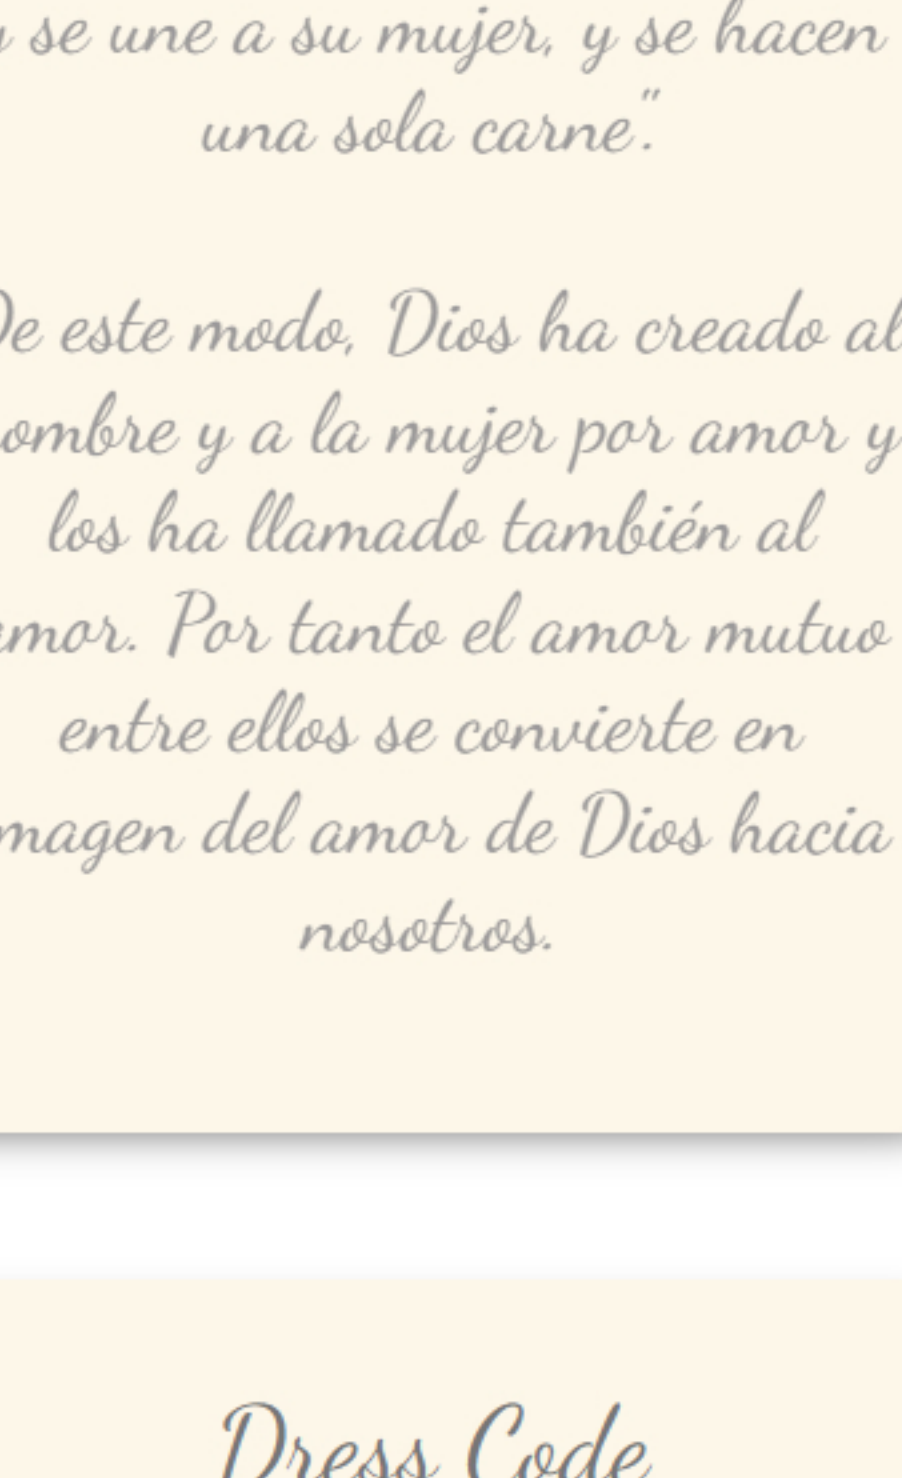 y se une a su mujer, y se hacen
una sola carne".
De este modo, Dios ha creado al
ombre y a la mujer por amor y
los ha llamado también al
amor. Por tanto el amor mutuo
entre ellos se convierte en
magen del amor de Dios hacia
nosotros.
Dress Code